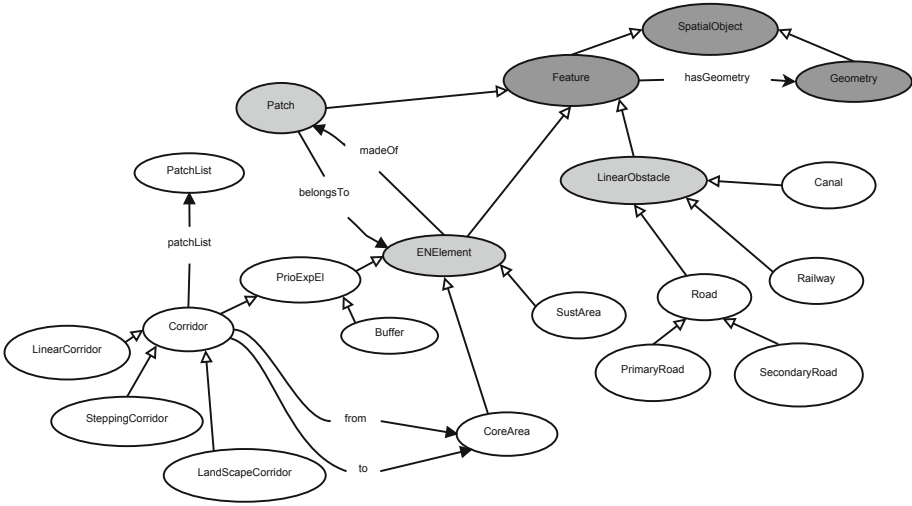 SpatialObject
Feature
hasGeometry
Geometry
Patch
madeOf
PatchList
belongsTo
LinearObstacle
Canal
patchList
ENElement
PrioExpEl
Railway
Road
SustArea
Corridor
Buffer
LinearCorridor
PrimaryRoad
SecondaryRoad
SteppingCorridor
from
CoreArea
to
LandScapeCorridor